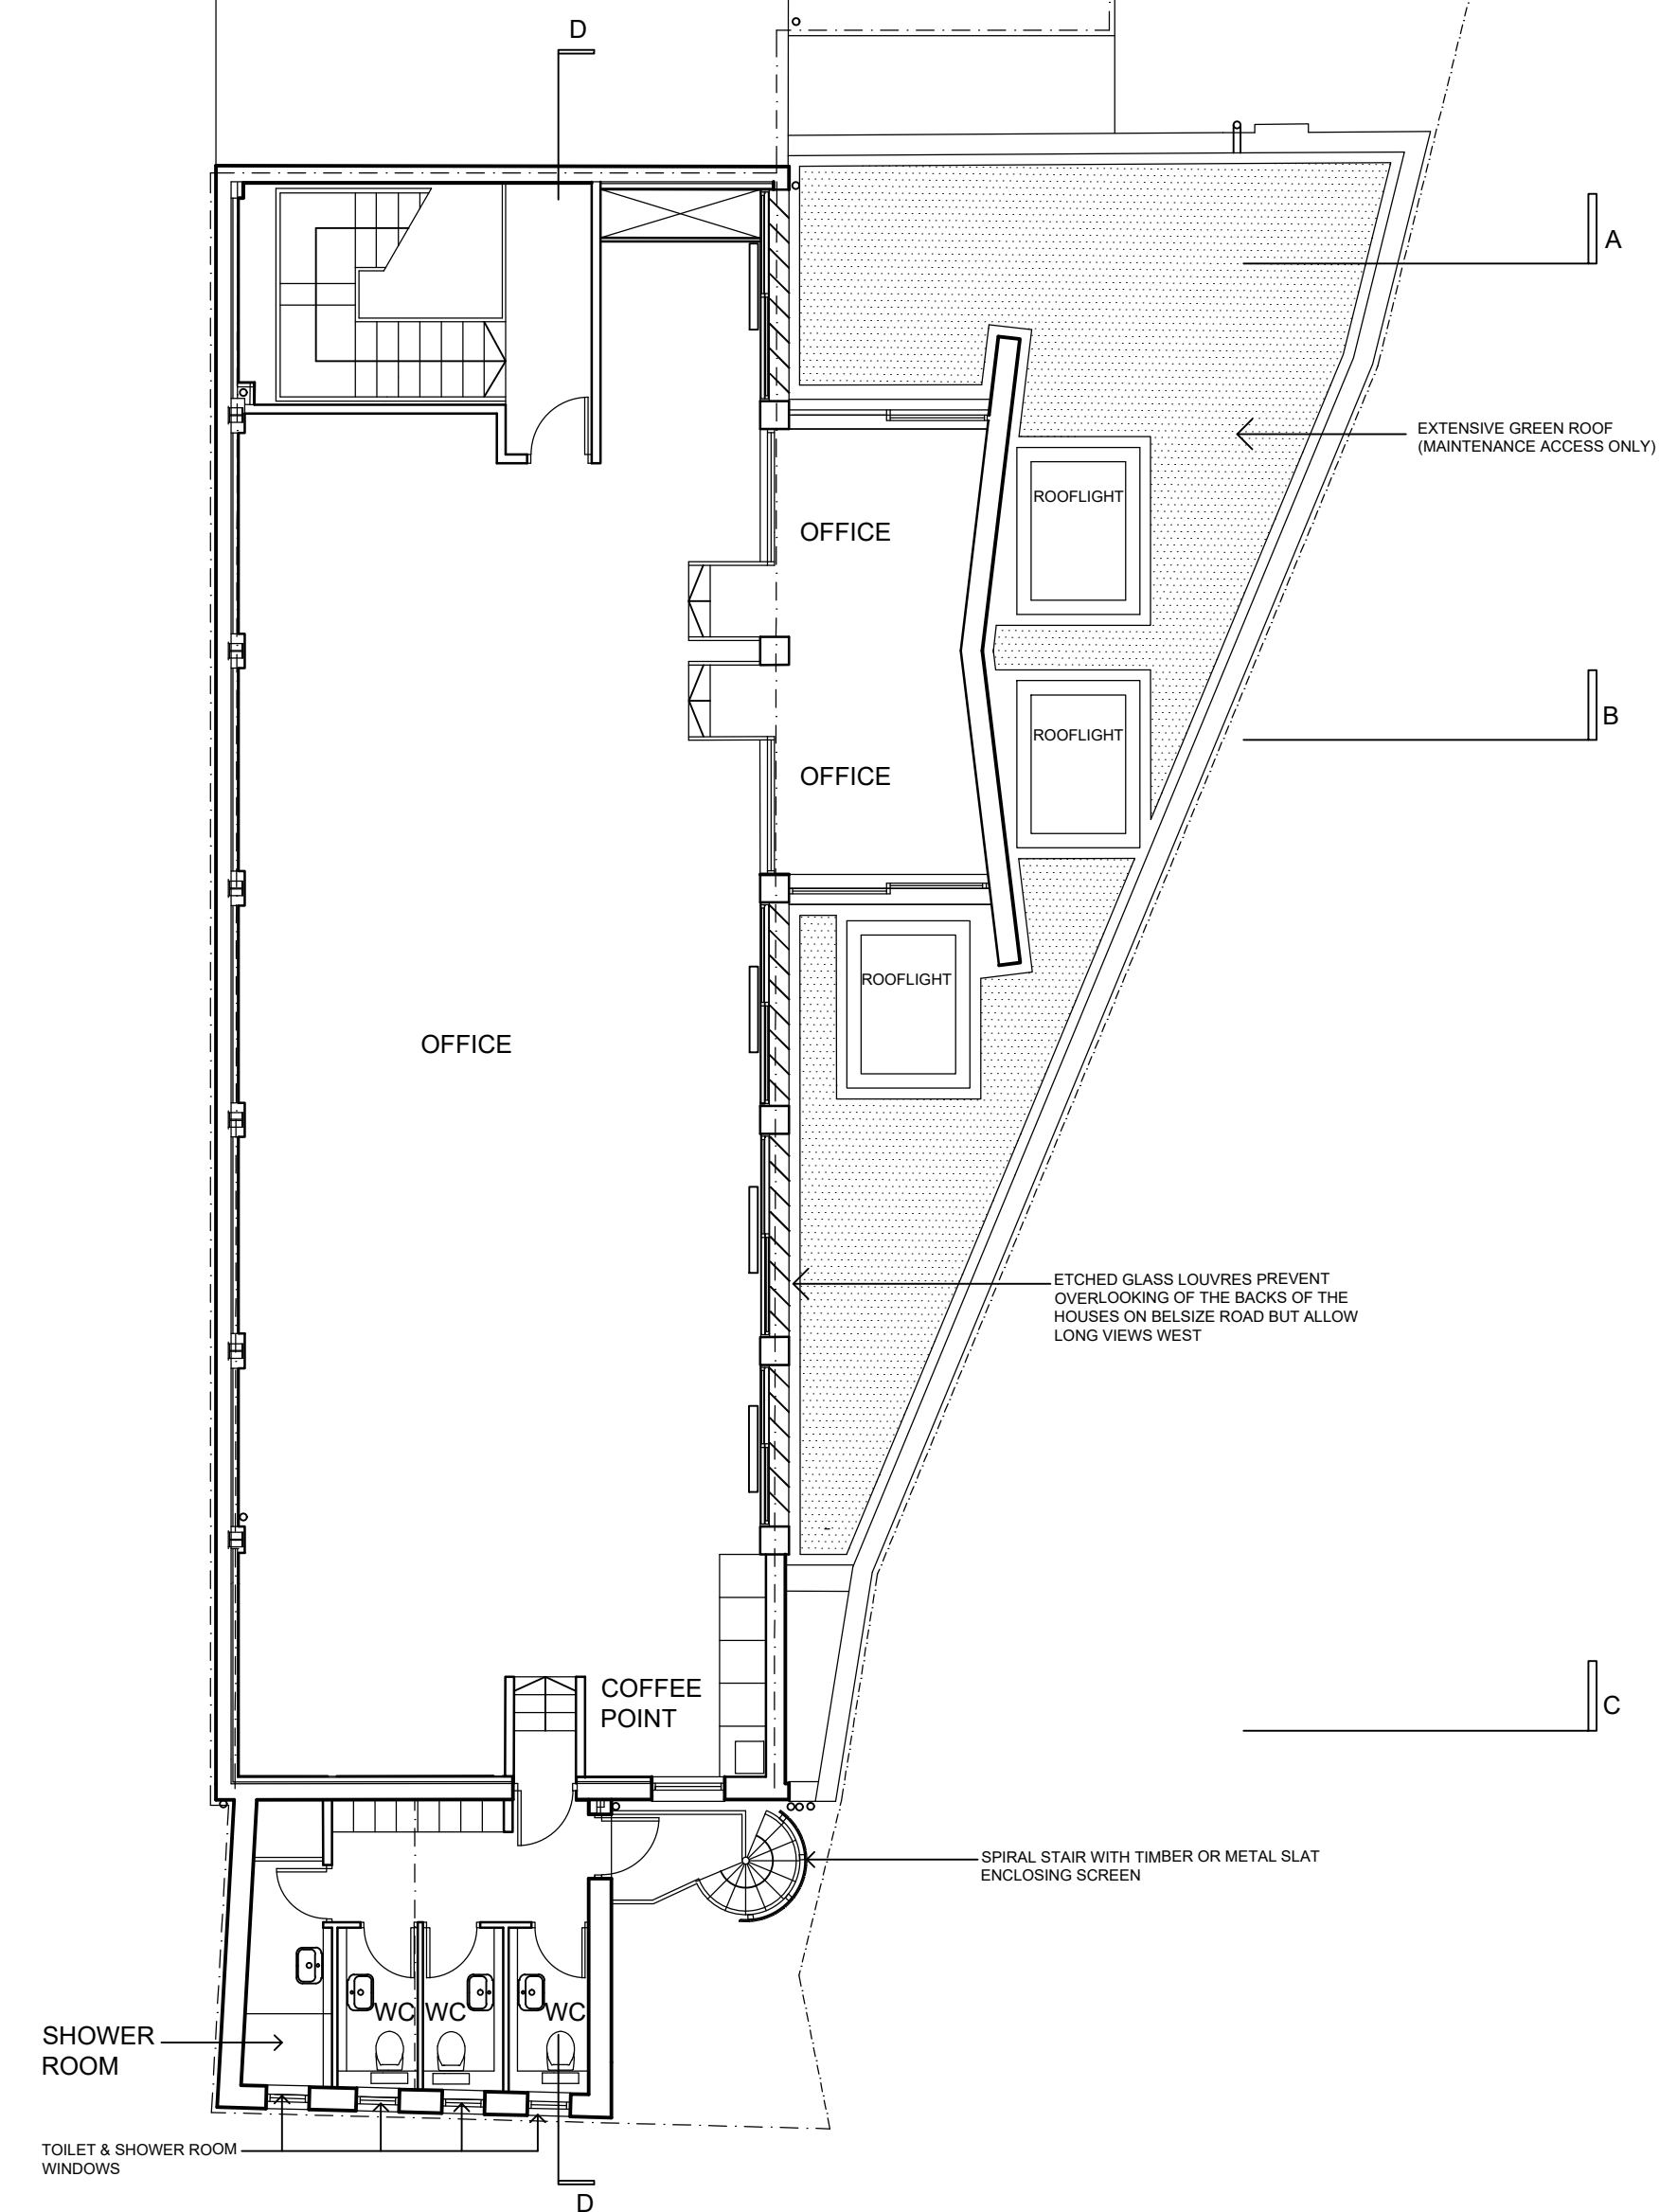 D
A
EXTENSIVE GREEN ROOF
(MAINTENANCE ACCESS ONLY)
ROOFLIGHT
OFFICE
B
ROOFLIGHT
OFFICE
ROOFLIGHT
OFFICE
ETCHED GLASS LOUVRES PREVENT
OVERLOOKING OF THE BACKS OF THE
HOUSES ON BELSIZE ROAD BUT ALLOW
LONG VIEWS WEST
COFFEE
POINT
C
SPIRAL STAIR WITH TIMBER OR METAL SLAT
ENCLOSING SCREEN
WC
WC
WC
SHOWER
ROOM
TOILET & SHOWER ROOM
WINDOWS
D